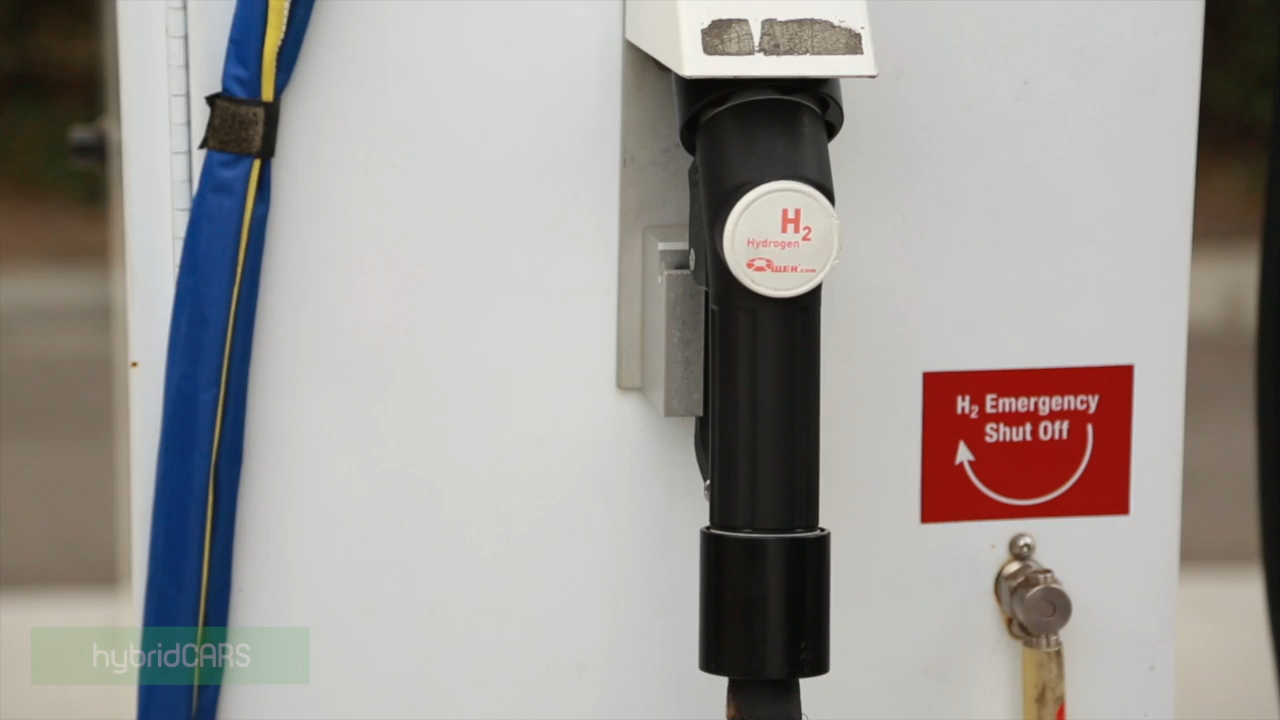 H₂
Hydrogen
H₂ Emergency
Shut Off
hybridCARS